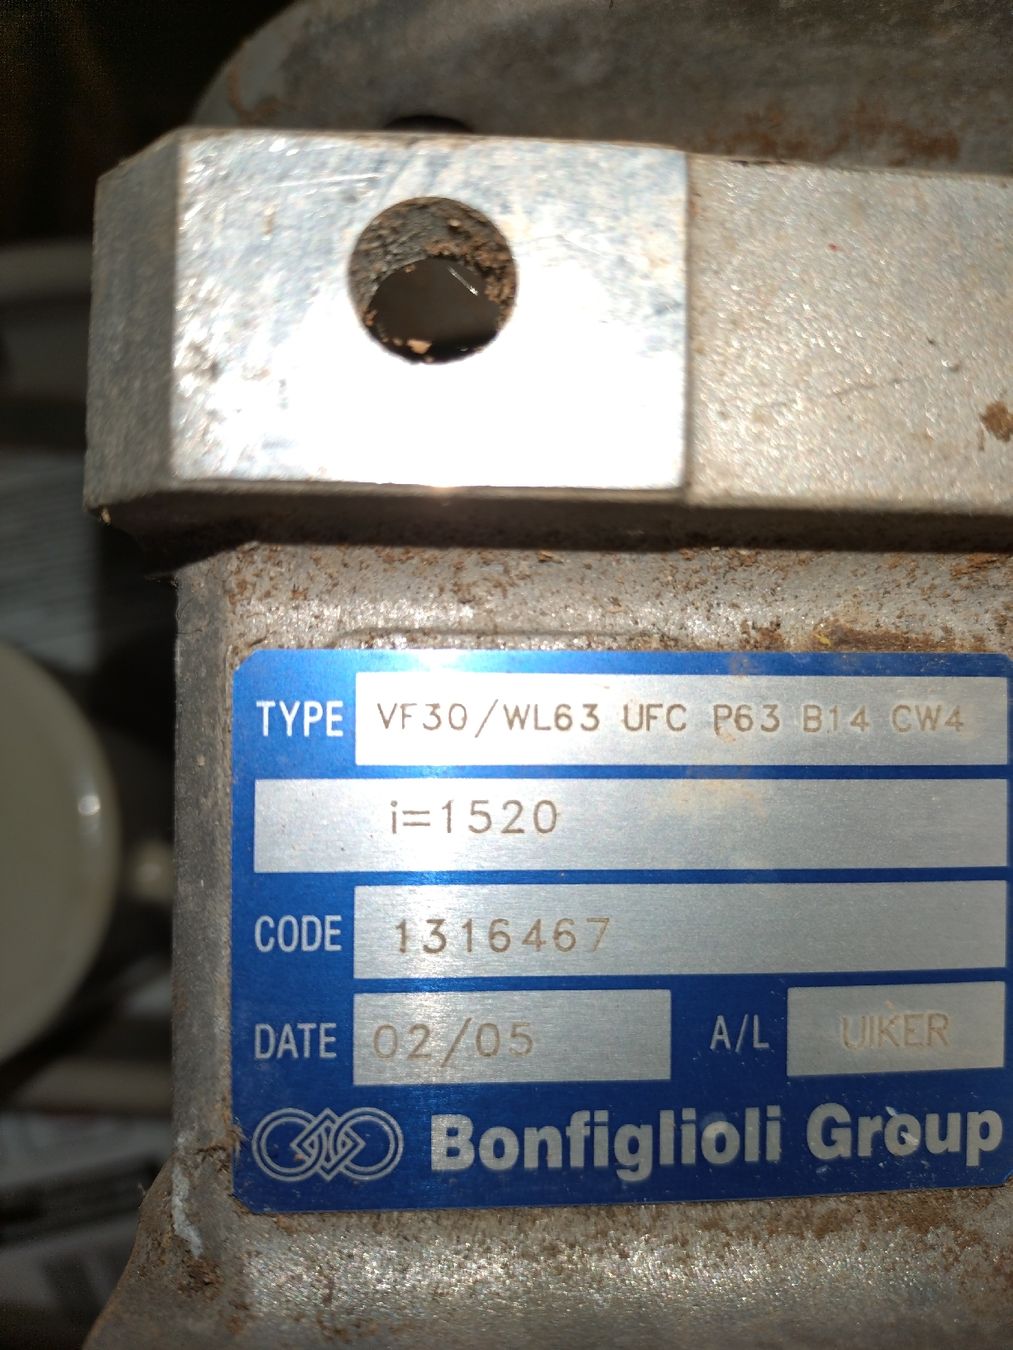 TYPE VF30/WL63 UFC P63 B14 CW4
i=1520
CODE 1316467
DATE 02/05 A/L UIKER
Bonfiglioli Group